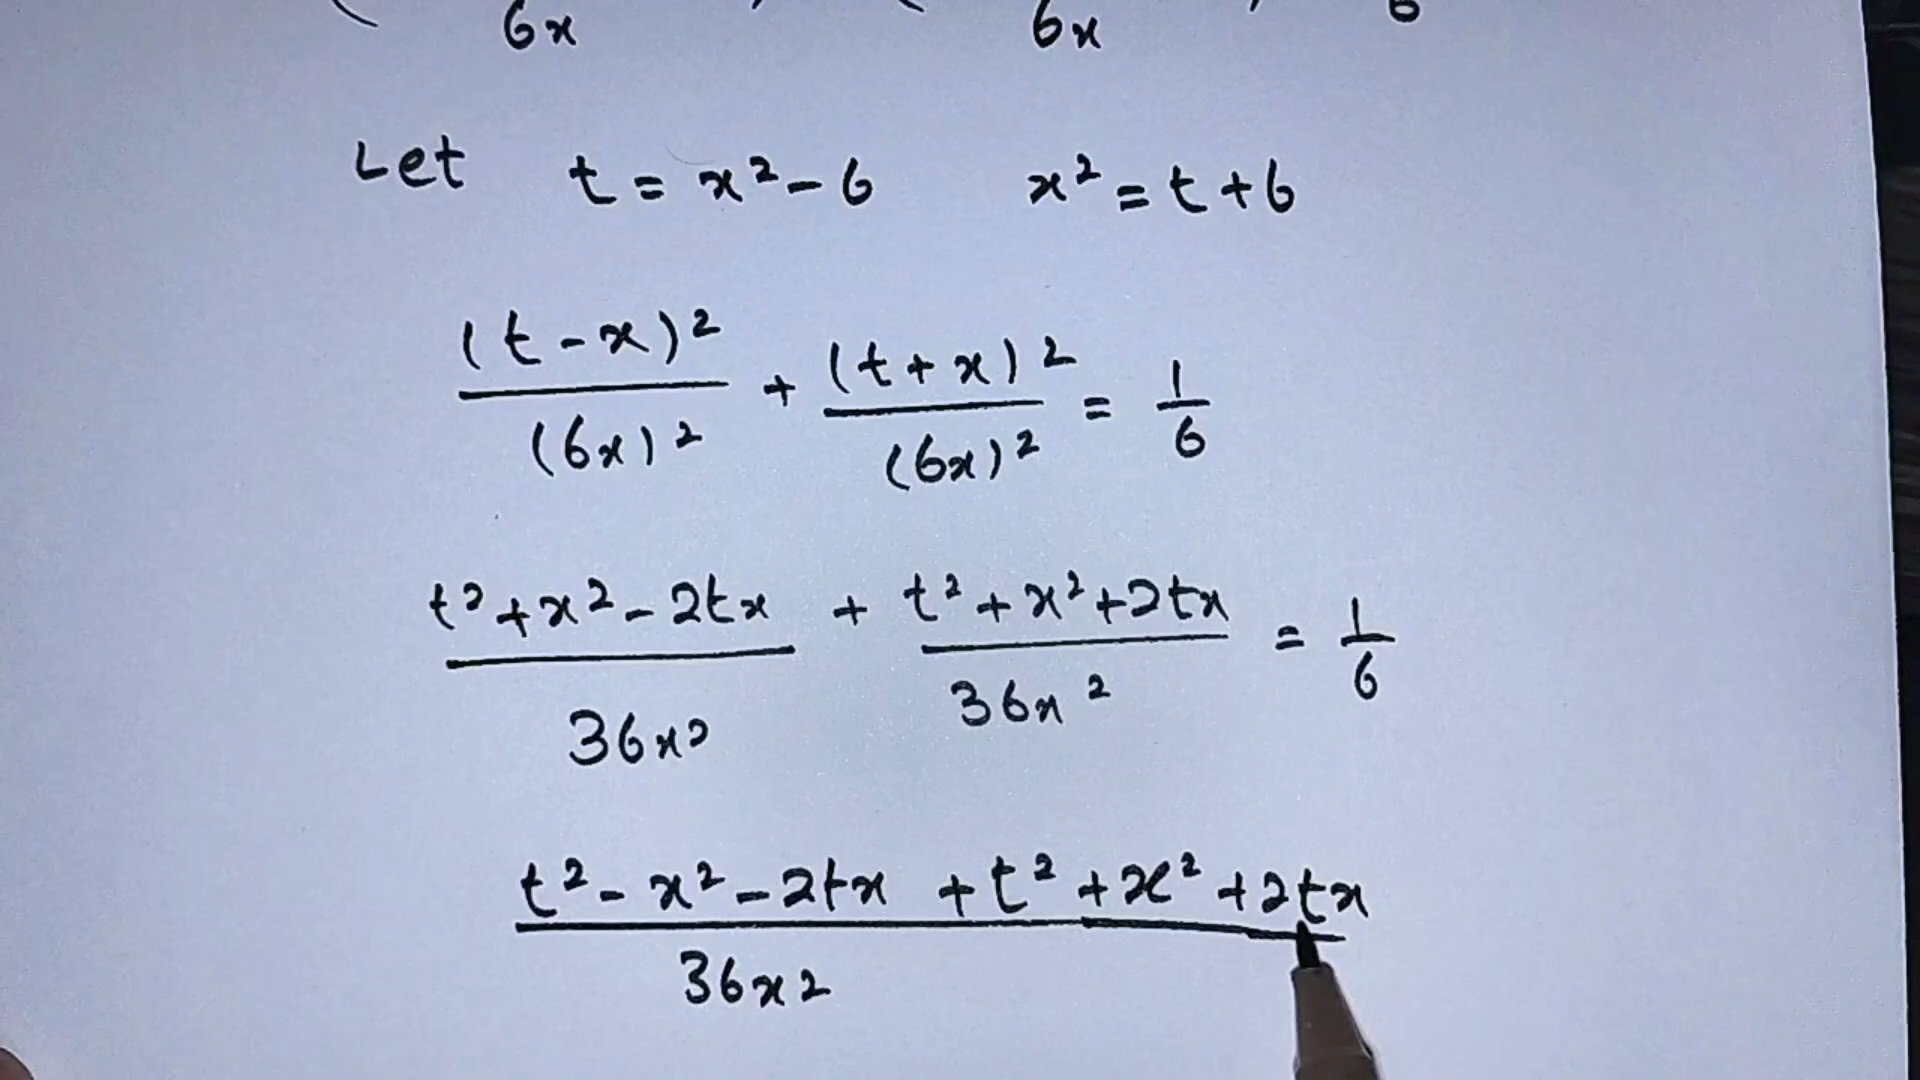 6x 6x 6
Let t = x² - 6 x² = t + 6
(t - x)² / (6x)² + (t + x)² / (6x)² = 1/6
t² + x² - 2tx / 36x² + t² + x² + 2tx / 36x² = 1/6
t² - x² - 2tx + t² + x² + 2tx / 36x²